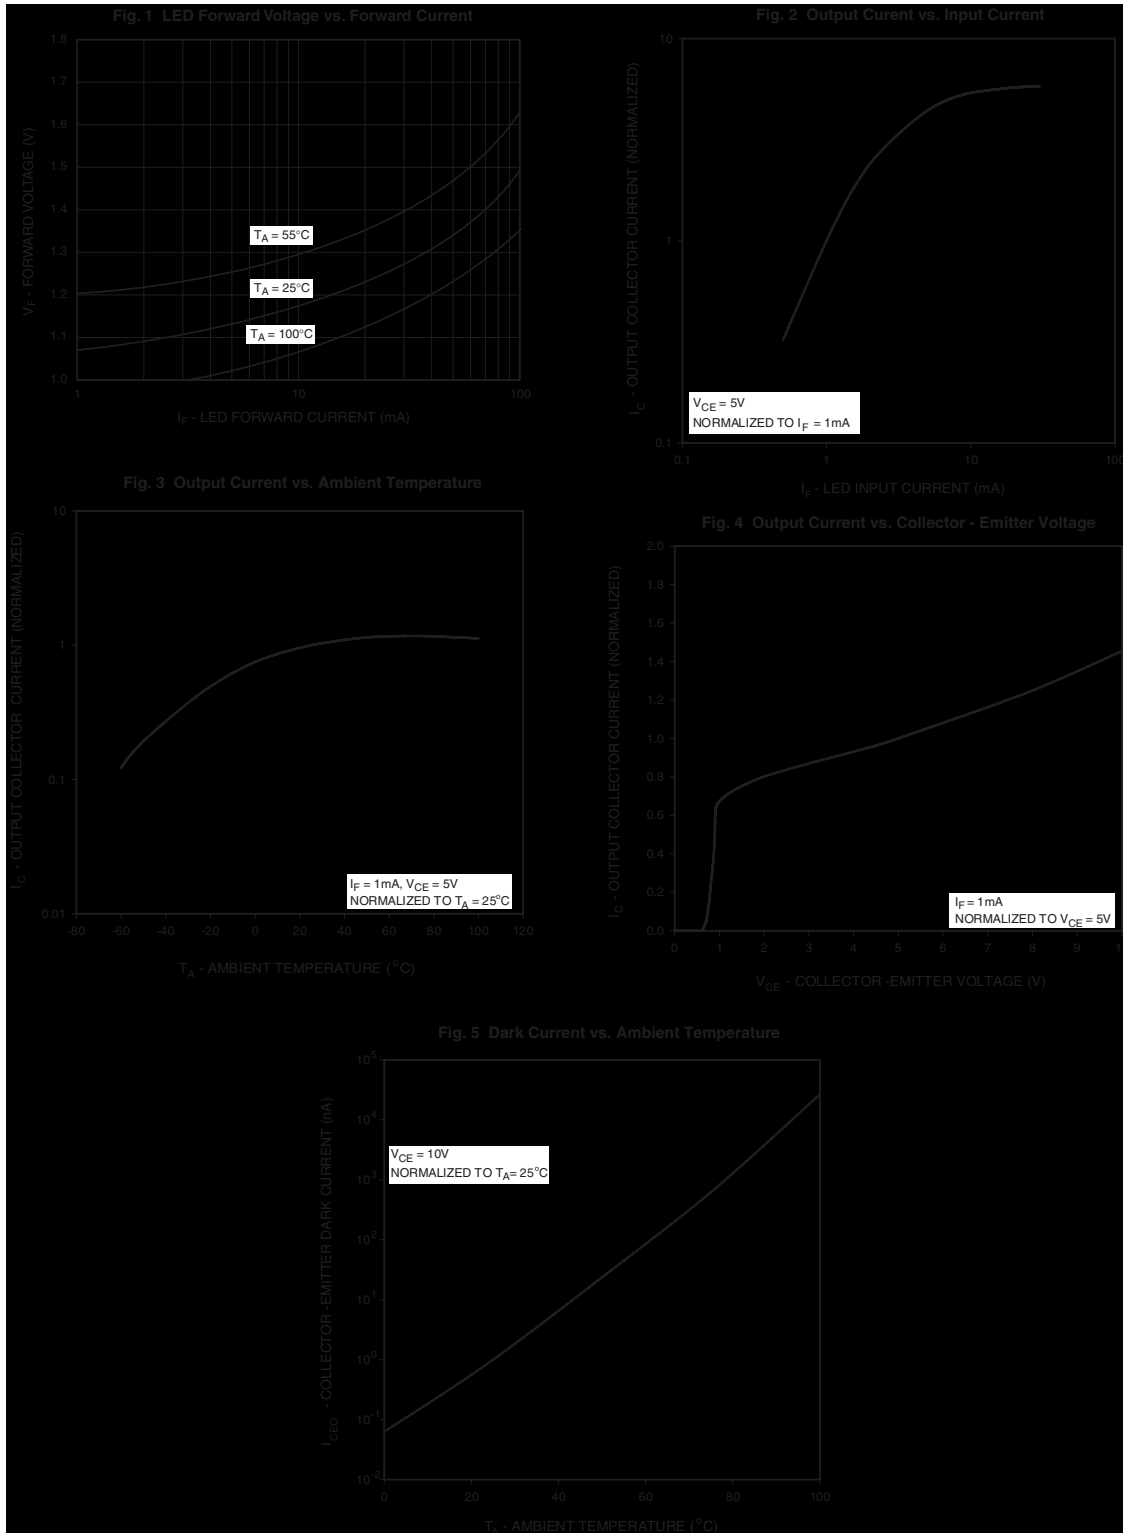 Fig. 1 LED Forward Voltage vs. Forward Current
1.8
1.7
1.6
1.5
1.4
1.3
1.2
1.1
1.0
V_F - FORWARD VOLTAGE (V)
T_A = 55°C
T_A = 25°C
T_A = 100°C
1 10 100
I_F - LED FORWARD CURRENT (mA)
Fig. 2 Output Curent vs. Input Current
10
1
0.1
I_C - OUTPUT COLLECTOR CURRENT (NORMALIZED)
V_CE = 5V
NORMALIZED TO I_F = 1mA
0.1 1 10 100
I_F - LED INPUT CURRENT (mA)
Fig. 3 Output Current vs. Ambient Temperature
10
1
0.1
0.01
I_C - OUTPUT COLLECTOR CURRENT (NORMALIZED)
I_F = 1mA, V_CE = 5V
NORMALIZED TO T_A = 25°C
-80 -60 -40 -20 0 20 40 60 80 100 120
T_A - AMBIENT TEMPERATURE (°C)
Fig. 4 Output Current vs. Collector - Emitter Voltage
2.0
1.8
1.6
1.4
1.2
1.0
0.8
0.6
0.4
0.2
0.0
I_C - OUTPUT COLLECTOR CURRENT (NORMALIZED)
I_F = 1mA
NORMALIZED TO V_CE = 5V
0 1 2 3 4 5 6 7 8 9
V_CE - COLLECTOR -EMITTER VOLTAGE (V)
Fig. 5 Dark Current vs. Ambient Temperature
10^5
10^4
10^3
10^2
10^1
10^0
10^-1
10^-2
I_CEO - COLLECTOR -EMITTER DARK CURRENT (nA)
V_CE = 10V
NORMALIZED TO T_A = 25°C
0 20 40 60 80 100
T_A - AMBIENT TEMPERATURE (°C)